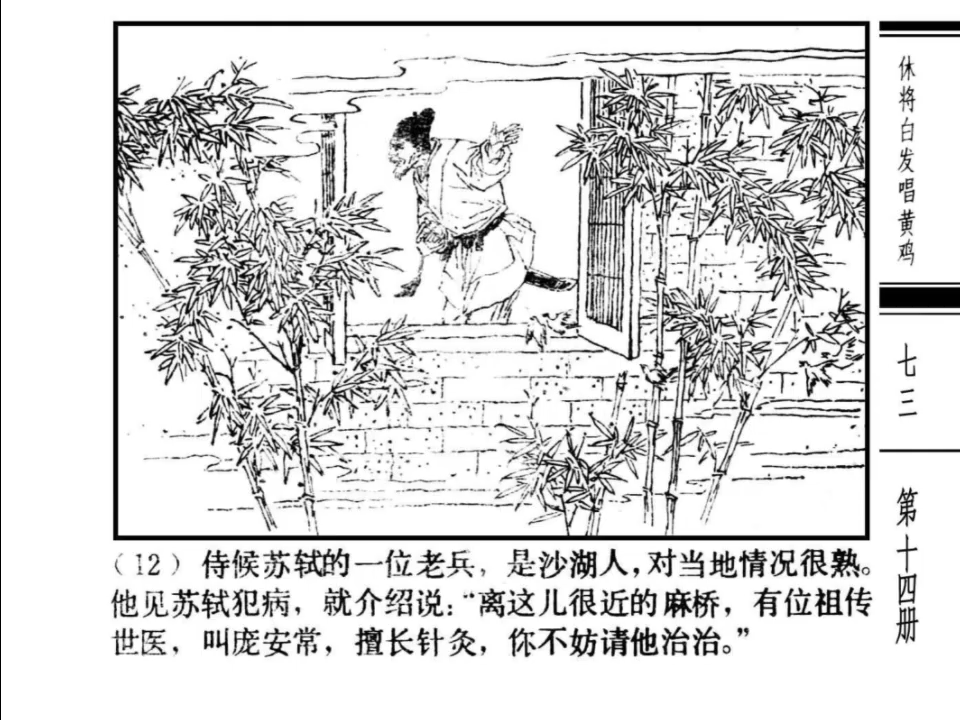 （12）侍候苏轼的一位老兵，是沙湖人，对当地情况很熟。
他见苏轼犯病，就介绍说：“离这儿很近的麻桥，有位祖传
世医，叫庞安常，擅长针灸，你不妨请他治治。”
休将白发唱黄鸡
七三
第十四册